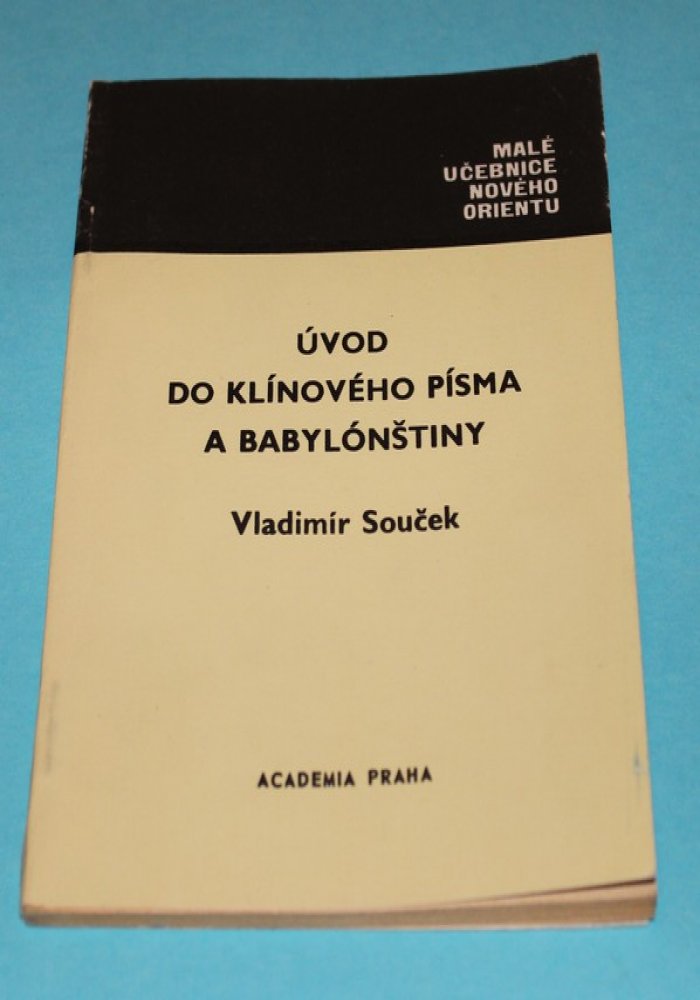 MALÉ
UČEBNICE
NOVÉHO
ORIENTU
ÚVOD
DO KLÍNOVÉHO PÍSMA
A BABYLÓNŠTINY
Vladimír Souček
ACADEMIA PRAHA